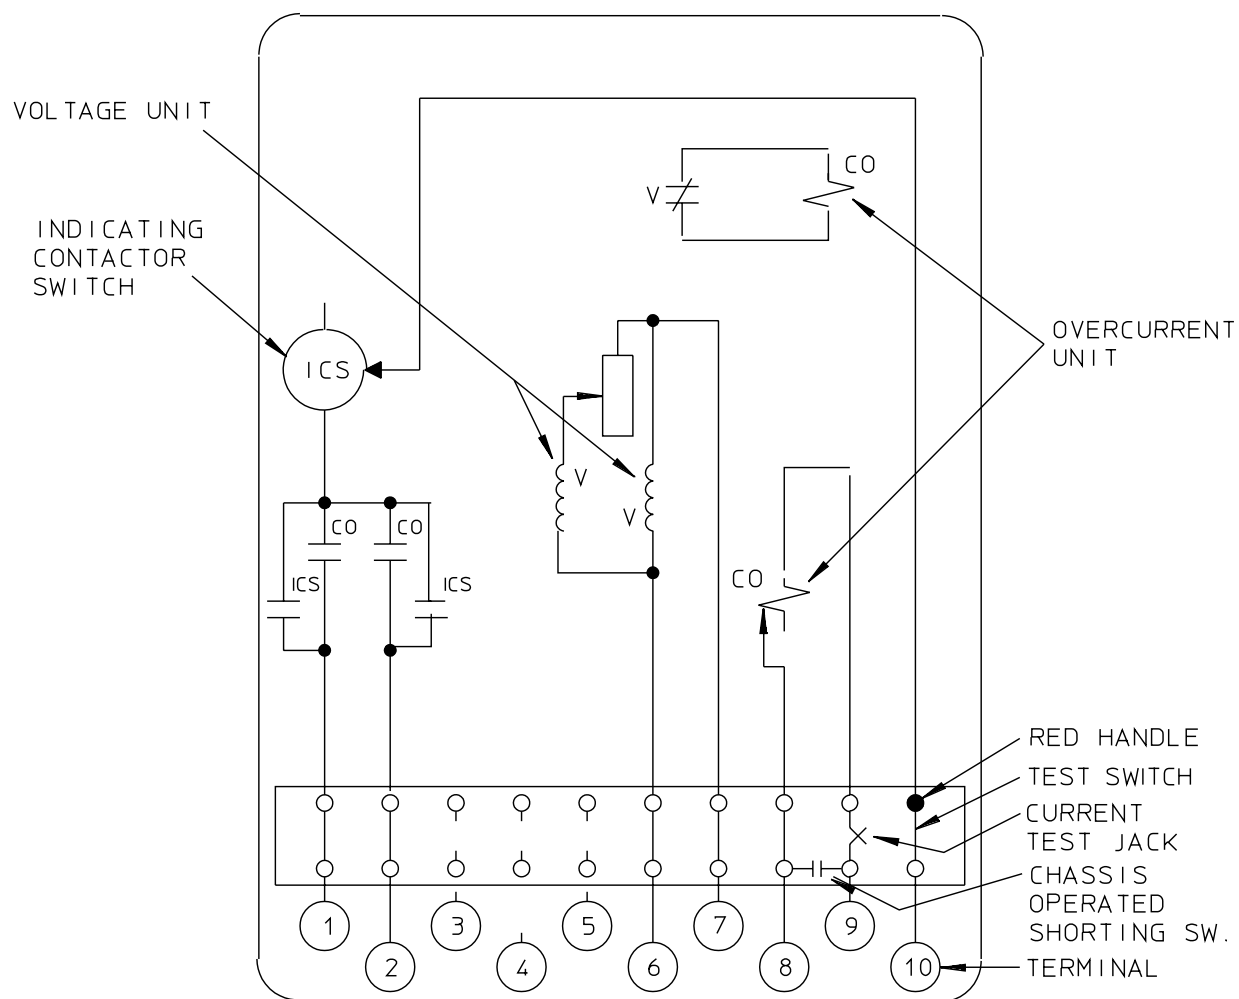 VOLTAGE UNIT
CO
V
INDICATING
CONTACTOR
SWITCH
OVERCURRENT
UNIT
ICS
V
V
CO
CO
CO
ICS
ICS
RED HANDLE
TEST SWITCH
CURRENT
TEST JACK
CHASSIS
OPERATED
SHORTING SW.
TERMINAL
1
3
5
7
9
2
4
6
8
10